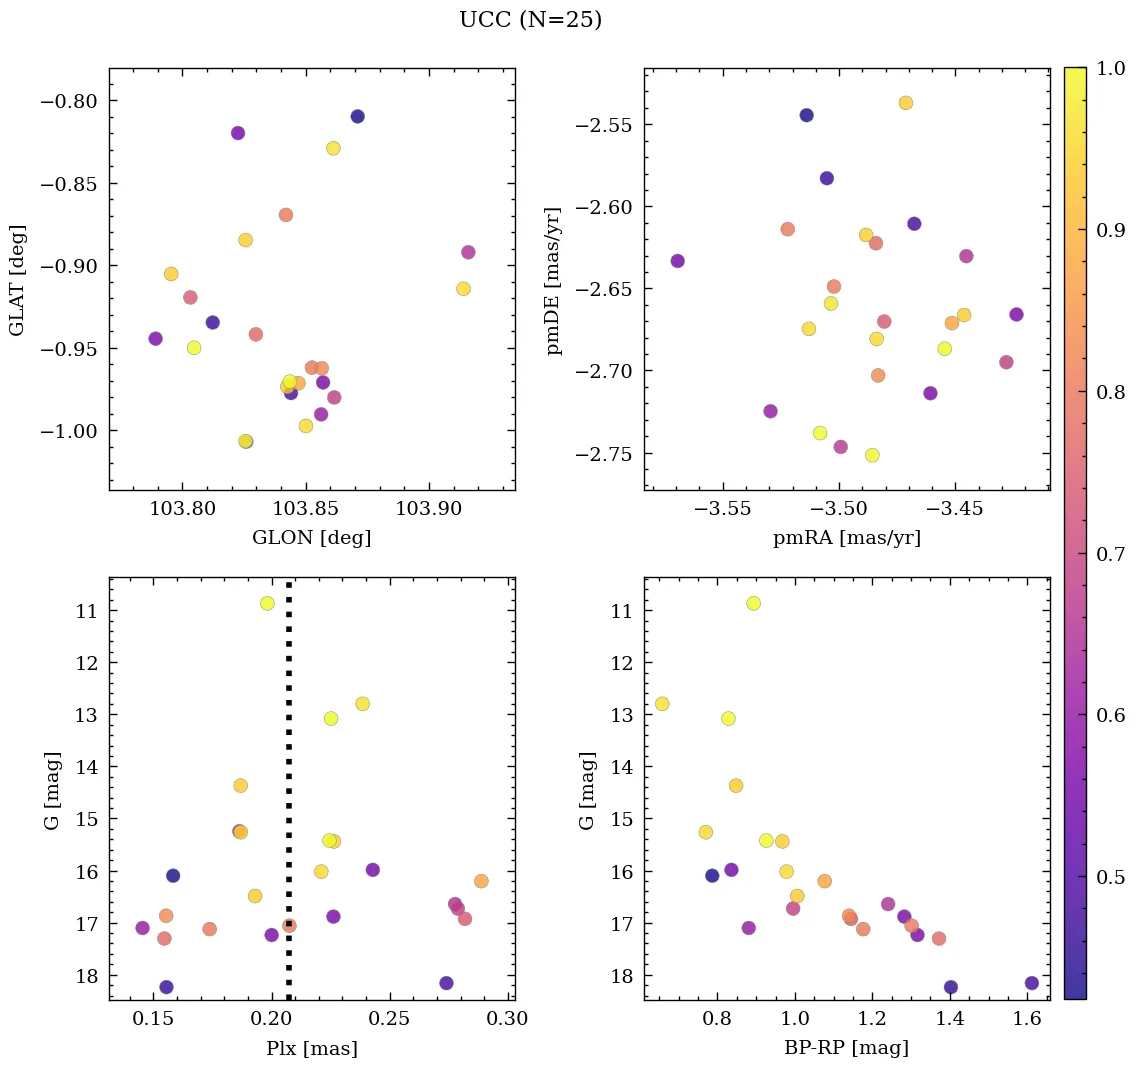 UCC (N=25)
−0.80
−0.85
−0.90
−0.95
−1.00
GLAT [deg]
103.80 103.85 103.90
GLON [deg]
−2.55
−2.60
−2.65
−2.70
−2.75
pmDE [mas/yr]
−3.55 −3.50 −3.45
pmRA [mas/yr]
11
12
13
14
15
16
17
18
G [mag]
0.15 0.20 0.25 0.30
Plx [mas]
11
12
13
14
15
16
17
18
G [mag]
0.8 1.0 1.2 1.4 1.6
BP-RP [mag]
1.0
0.9
0.8
0.7
0.6
0.5